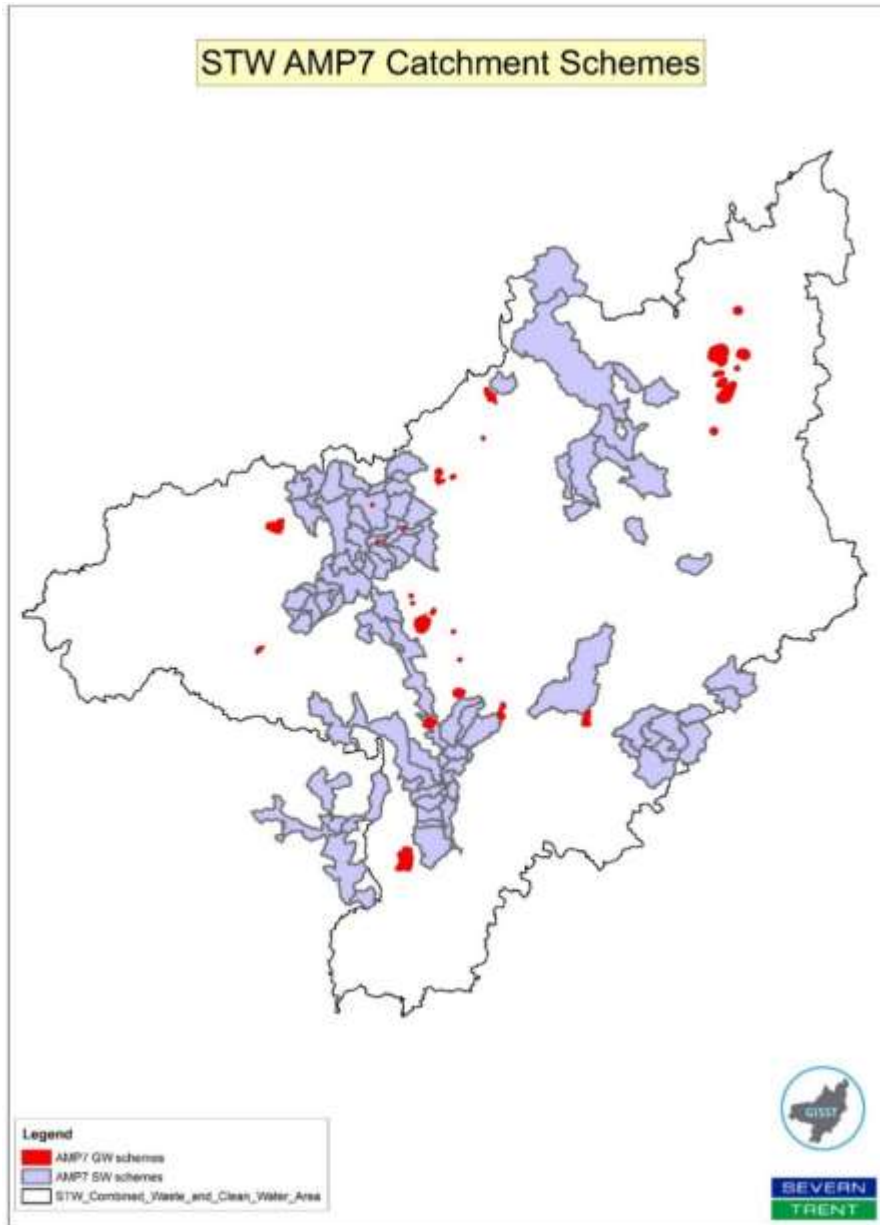 STW AMP7 Catchment Schemes
GISST
Legend
AMP7 GW schemes
AMP7 SW schemes
STW_Combined_Waste_and_Clean_Water_Area
SEVERN
TRENT